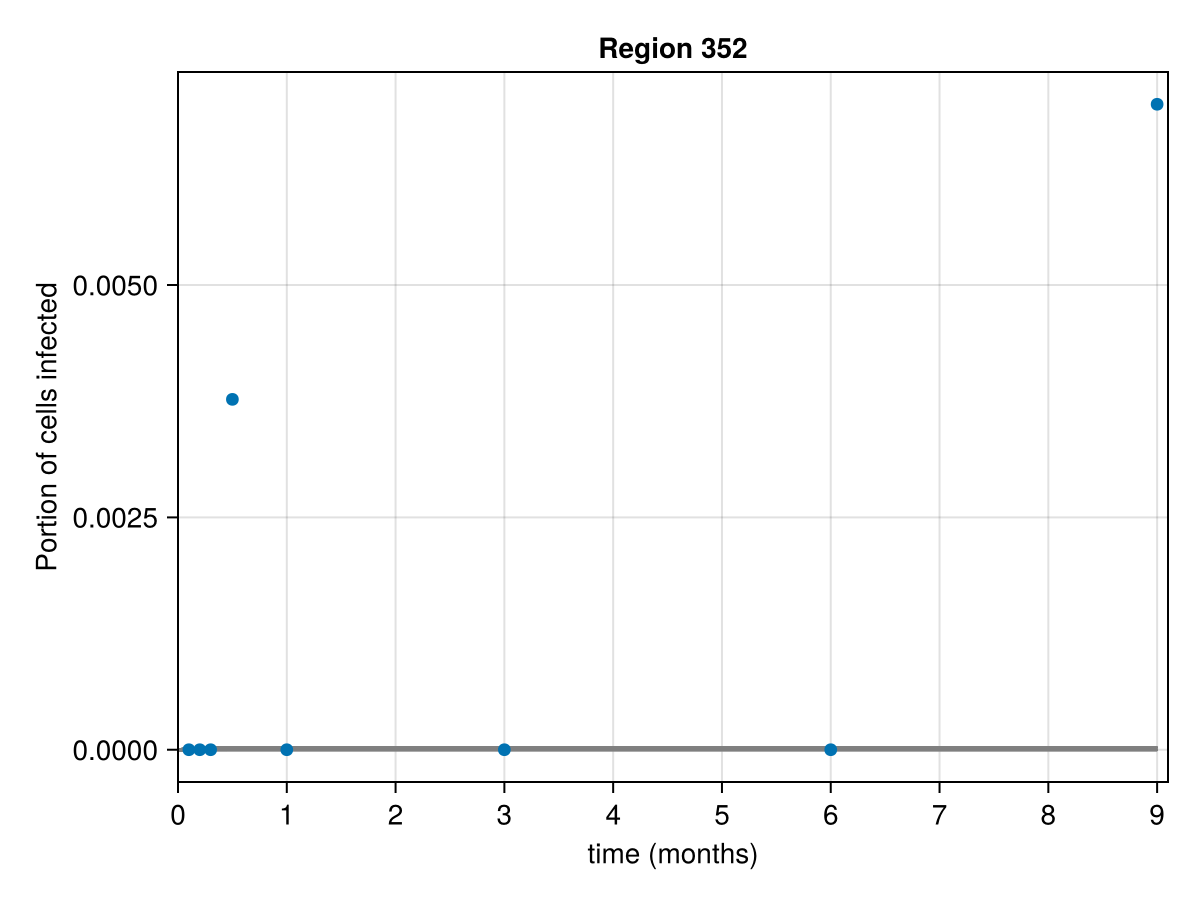 Region 352
Portion of cells infected
0.0050
0.0025
0.0000
0 1 2 3 4 5 6 7 8 9
time (months)